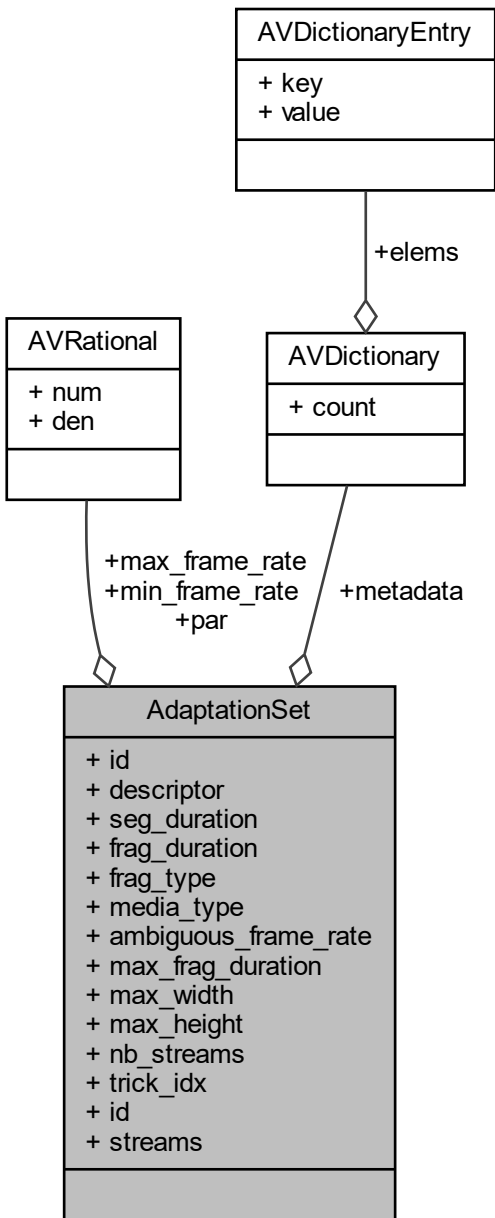 AVDictionaryEntry
+ key
+ value
+elems
AVRational
+ num
+ den
AVDictionary
+ count
+max_frame_rate
+min_frame_rate
+par
+metadata
AdaptationSet
+ id
+ descriptor
+ seg_duration
+ frag_duration
+ frag_type
+ media_type
+ ambiguous_frame_rate
+ max_frag_duration
+ max_width
+ max_height
+ nb_streams
+ trick_idx
+ id
+ streams